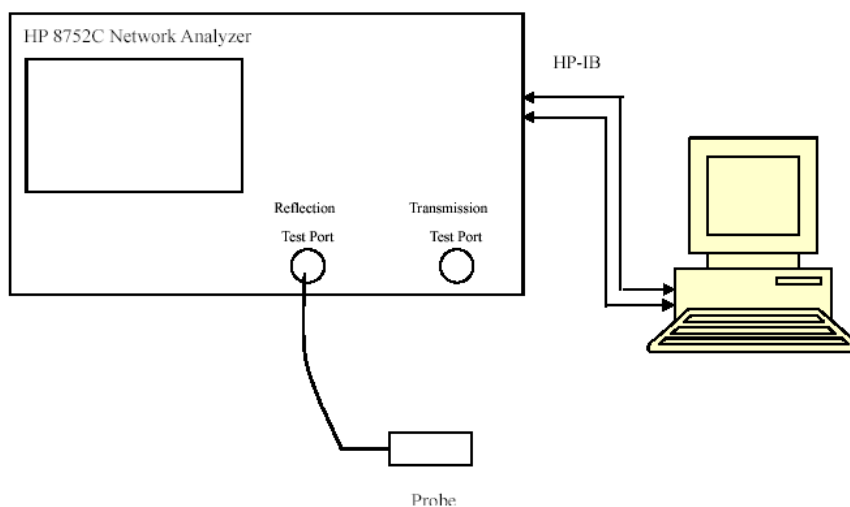 HP 8752C Network Analyzer
HP-IB
Reflection
Test Port
Transmission
Test Port
Probe